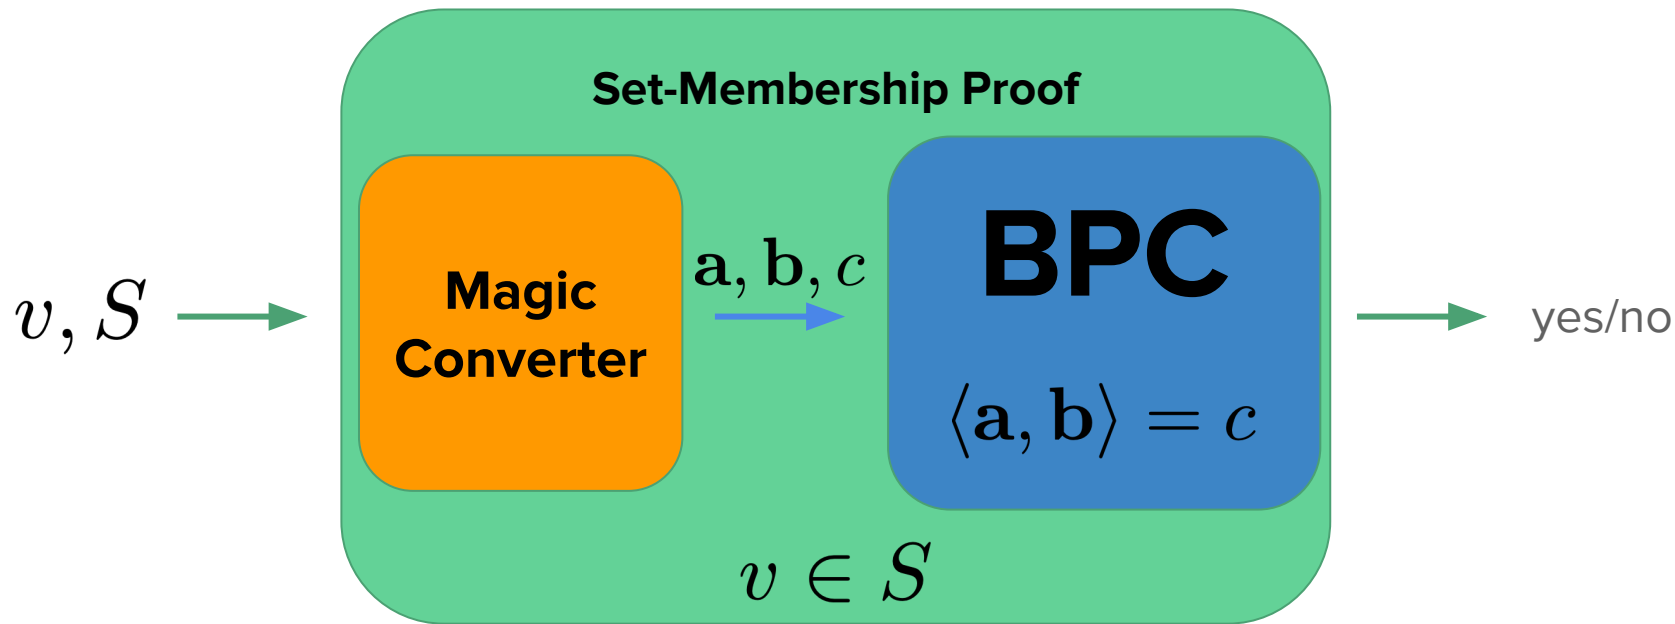 Set-Membership Proof
v, S
Magic
Converter
a, b, c
BPC
⟨a, b⟩ = c
yes/no
v ∈ S